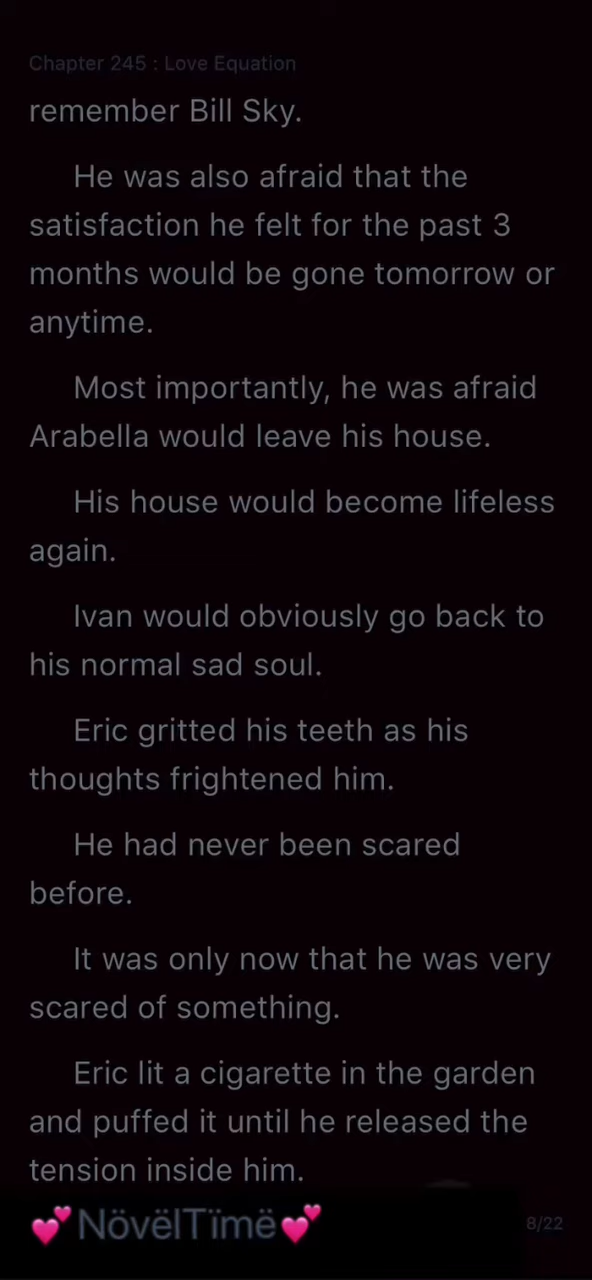 Chapter 245 : Love Equation
remember Bill Sky.
He was also afraid that the
satisfaction he felt for the past 3
months would be gone tomorrow or
anytime.
Most importantly, he was afraid
Arabella would leave his house.
His house would become lifeless
again.
Ivan would obviously go back to
his normal sad soul.
Eric gritted his teeth as his
thoughts frightened him.
He had never been scared
before.
It was only now that he was very
scared of something.
Eric lit a cigarette in the garden
and puffed it until he released the
tension inside him.
💕NövëlTïmë💕
8/22